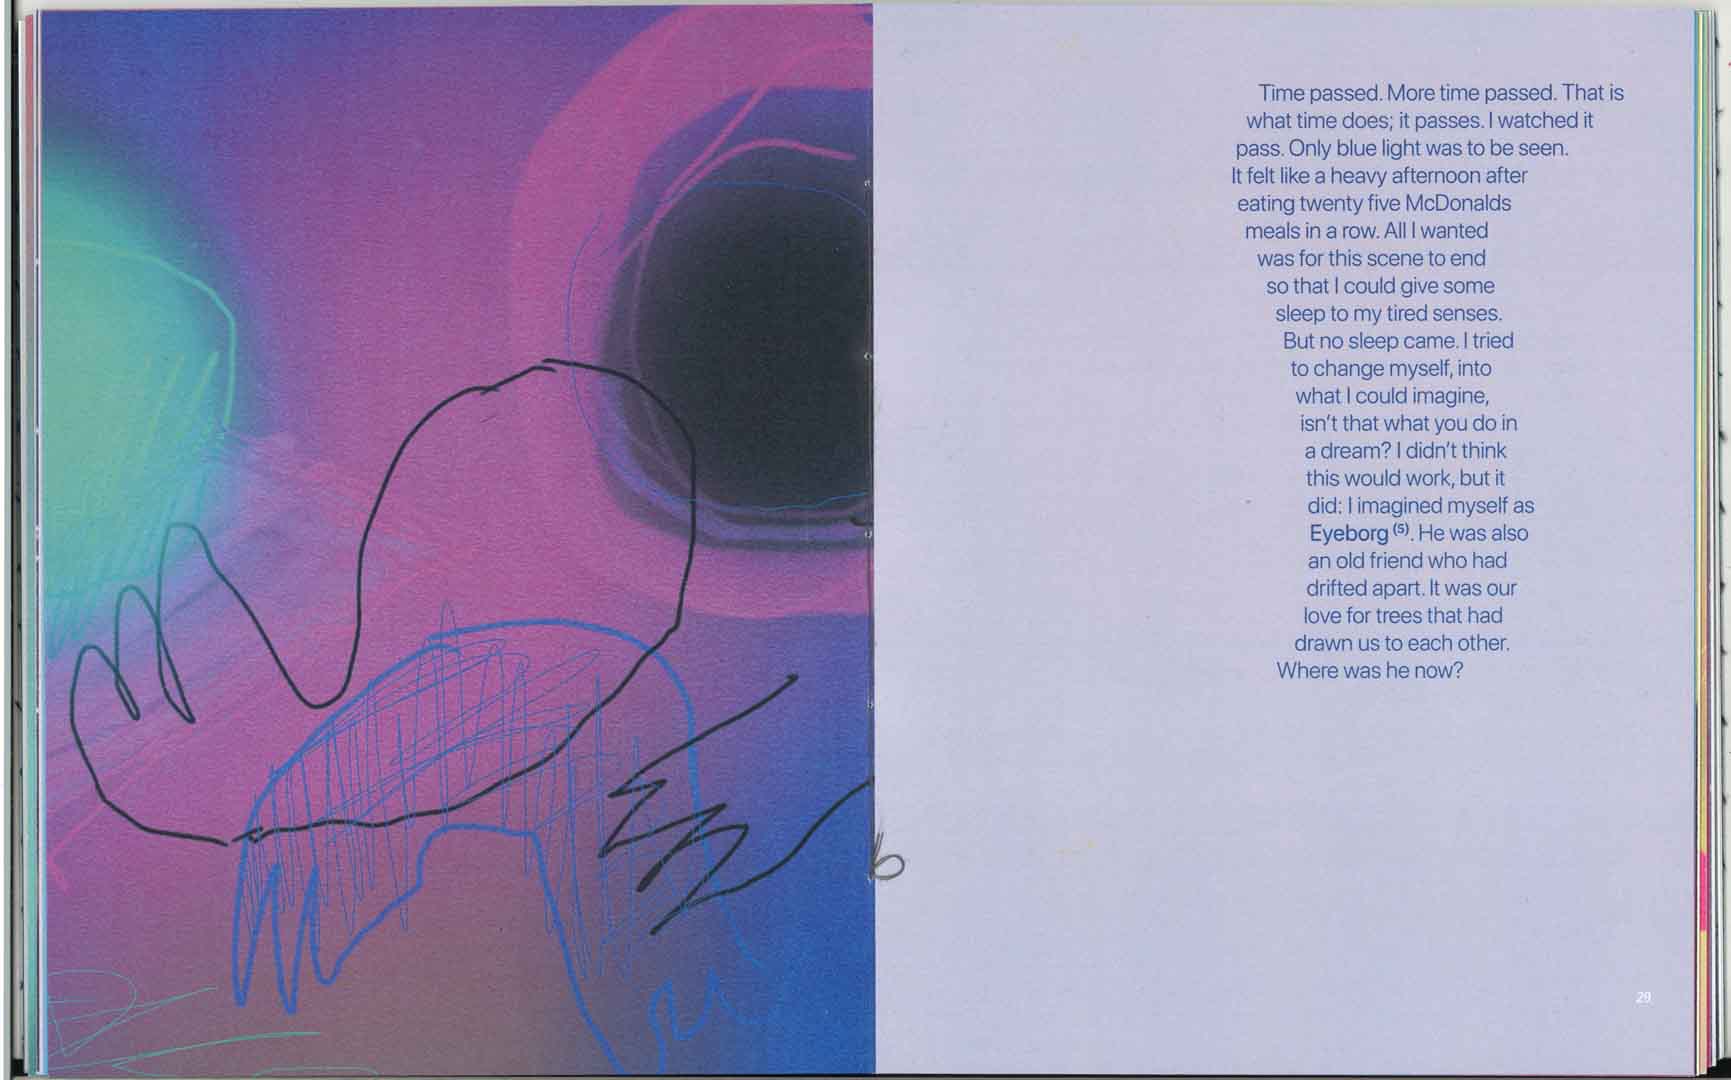 Time passed. More time passed. That is
what time does; it passes. I watched it
pass. Only blue light was to be seen.
It felt like a heavy afternoon after
eating twenty five McDonalds
meals in a row. All I wanted
was for this scene to end
so that I could give some
sleep to my tired senses.
But no sleep came. I tried
to change myself, into
what I could imagine,
isn’t that what you do in
a dream? I didn’t think
this would work, but it
did: I imagined myself as
Eyeborg (5). He was also
an old friend who had
drifted apart. It was our
love for trees that had
drawn us to each other.
Where was he now?
29